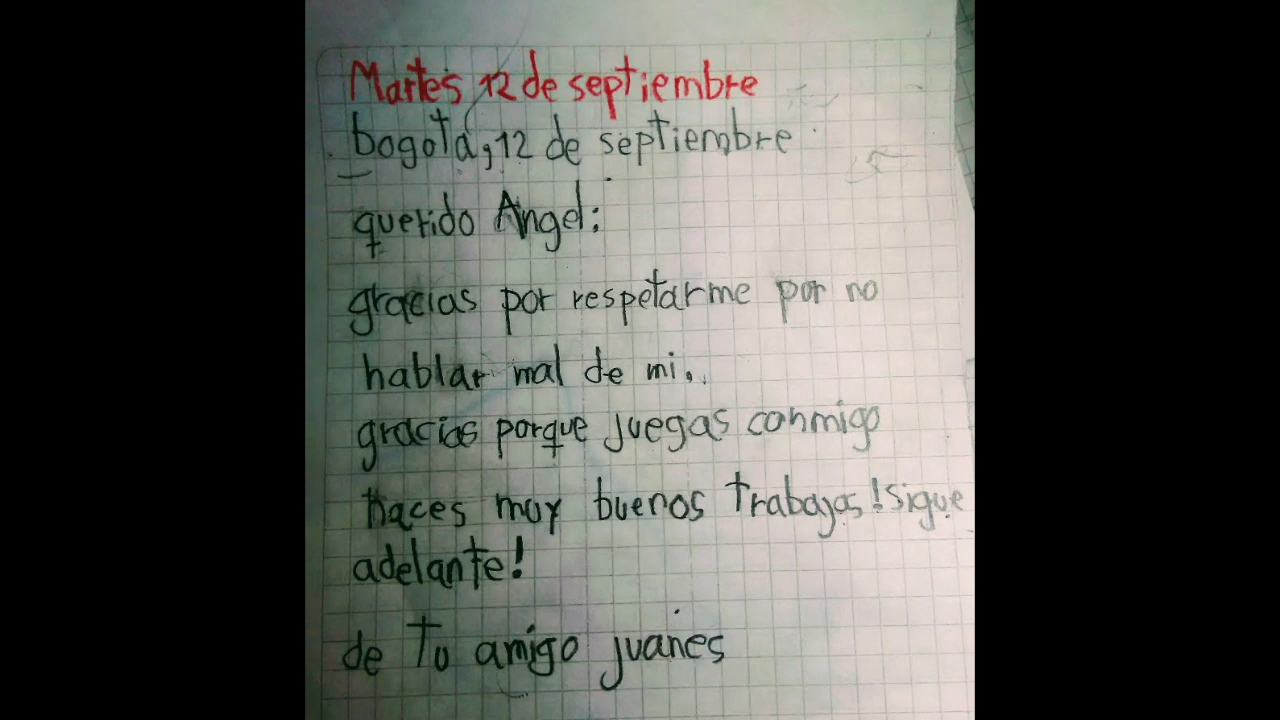 Martes 12 de septiembre
bogotá, 12 de septiembre
querido Angel:
gracias por respetarme por no
hablar mal de mi.
gracias porque juegas conmigo
haces muy buenos trabajos!sigue
adelante!
de tu amigo juanes